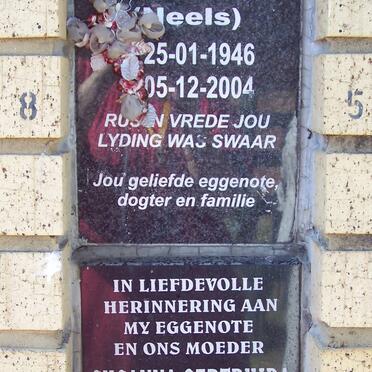 (Neels)
25-01-1946
05-12-2004
RUS IN VREDE JOU
LYDING WAS SWAAR
Jou geliefde eggenote,
dogter en familie
8
5
IN LIEFDEVOLLE
HERINNERING AAN
MY EGGENOTE
EN ONS MOEDER